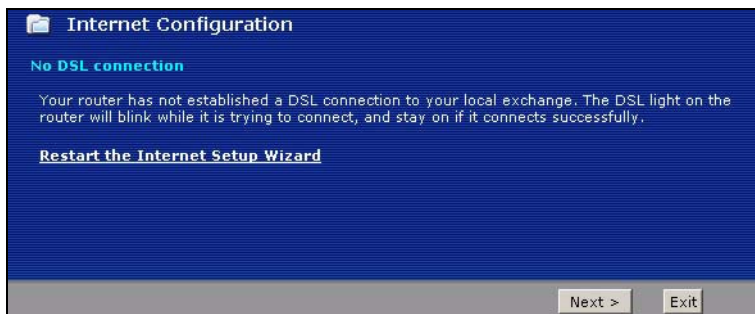 Internet Configuration
No DSL connection
Your router has not established a DSL connection to your local exchange. The DSL light on the
router will blink while it is trying to connect, and stay on if it connects successfully.
Restart the Internet Setup Wizard
Next > Exit